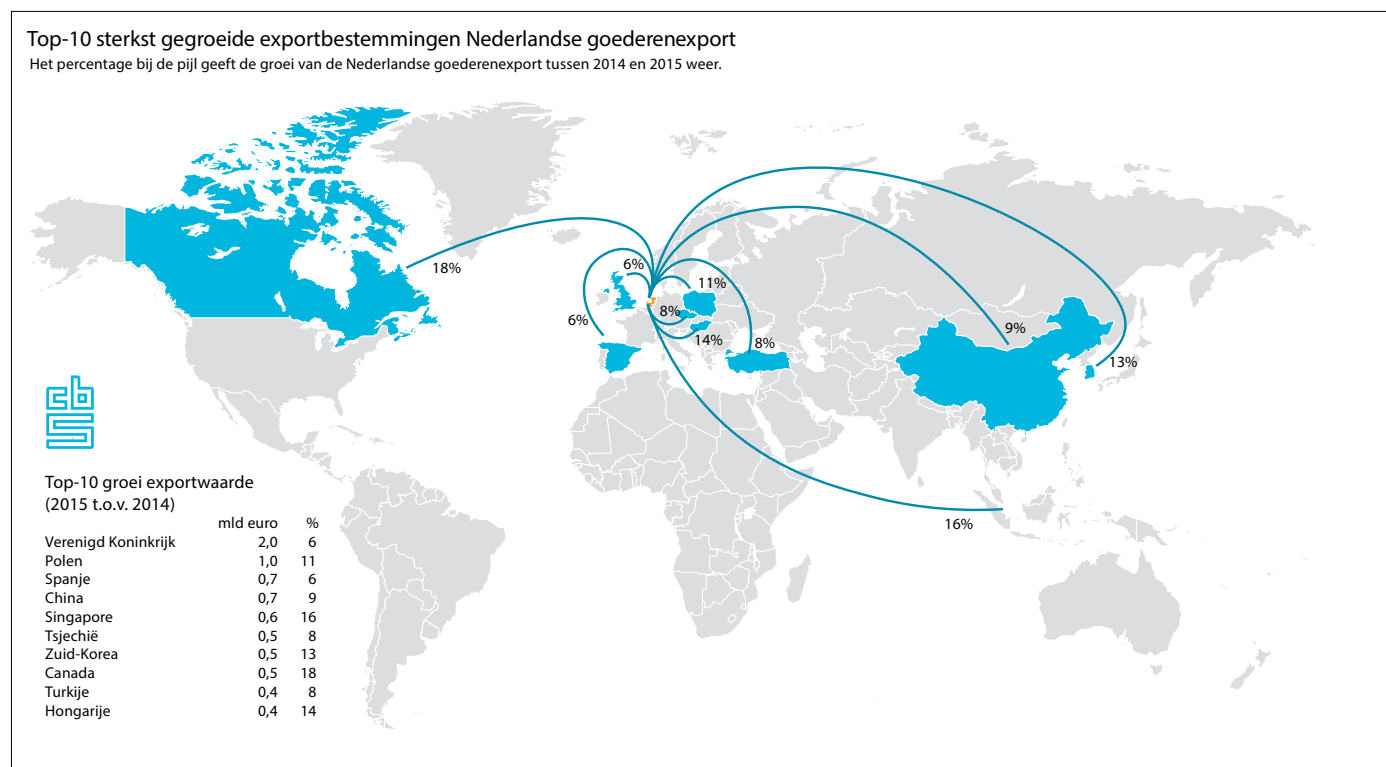 Top-10 sterkst gegroeide exportbestemmingen Nederlandse goederenexport
Het percentage bij de pijl geeft de groei van de Nederlandse goederenexport tussen 2014 en 2015 weer.
18%
6%
11%
6%
8%
14%
8%
9%
13%
16%
cbs
Top-10 groei exportwaarde
(2015 t.o.v. 2014)
mld euro %
Verenigd Koninkrijk 2,0 6
Polen 1,0 11
Spanje 0,7 6
China 0,7 9
Singapore 0,6 16
Tsjechië 0,5 8
Zuid-Korea 0,5 13
Canada 0,5 18
Turkije 0,4 8
Hongarije 0,4 14